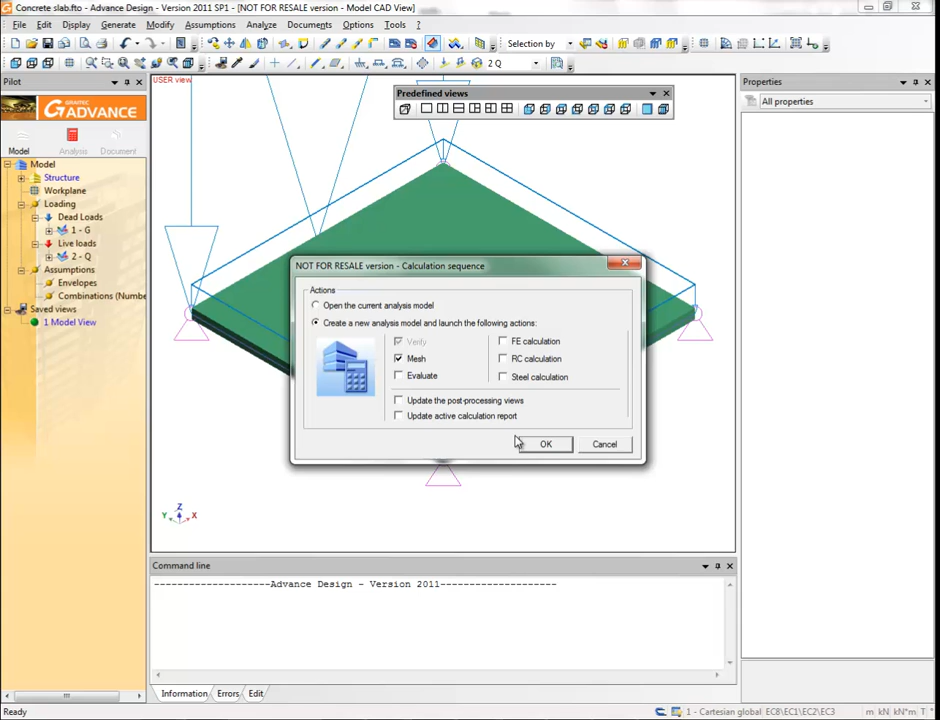 Concrete slab.fto - Advance Design - Version 2011 SP1 - [NOT FOR RESALE version - Model CAD View]
File Edit Display Generate Modify Assumptions Analyze Documents Options Tools ?
Selection by
2 Q
Pilot
GRAITEC
ADVANCE
Model Analysis Document
Model
Structure
Workplane
Loading
Dead Loads
1 - G
Live loads
2 - Q
Assumptions
Envelopes
Combinations (Numbe
Saved views
1 Model View
USER view
Predefined views
NOT FOR RESALE version - Calculation sequence
Actions
Open the current analysis model
Create a new analysis model and launch the following actions:
Verify
Mesh
Evaluate
FE calculation
RC calculation
Steel calculation
Update the post-processing views
Update active calculation report
OK Cancel
Z
Y X
Properties
All properties
Command line
--------------------Advance Design - Version 2011--------------------
Information Errors Edit
Ready
1 - Cartesian global EC8/EC1/EC2/EC3 m kN kN*m T °